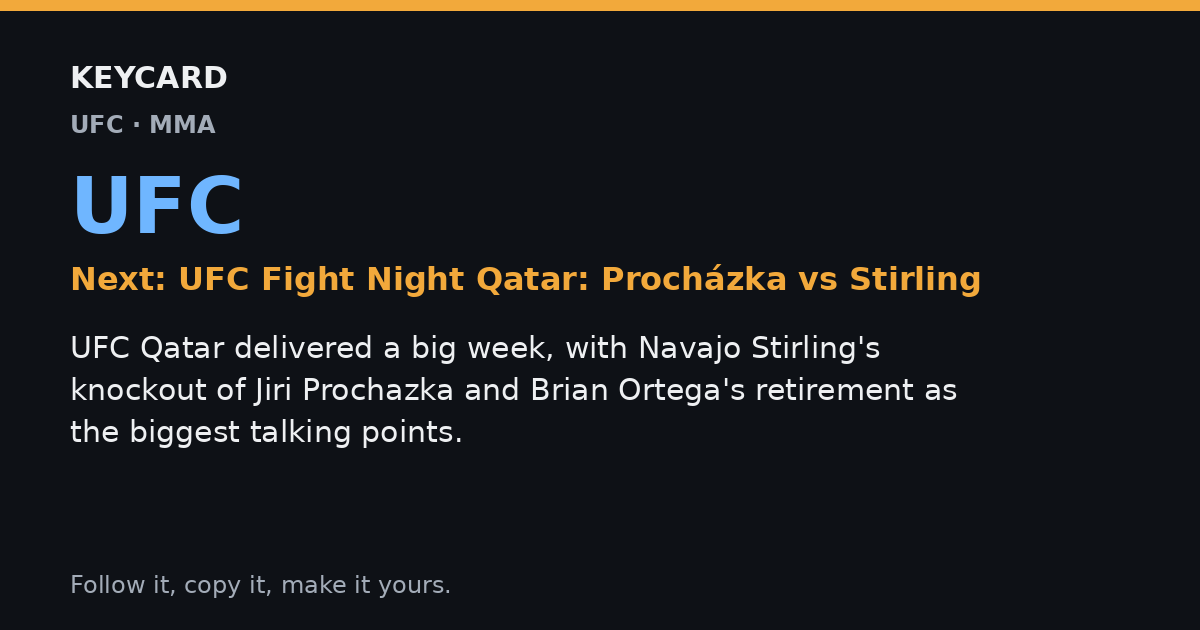 KEYCARD
UFC · MMA
UFC
Next: UFC Fight Night Qatar: Procházka vs Stirling
UFC Qatar delivered a big week, with Navajo Stirling's
knockout of Jiri Prochazka and Brian Ortega's retirement as
the biggest talking points.
Follow it, copy it, make it yours.